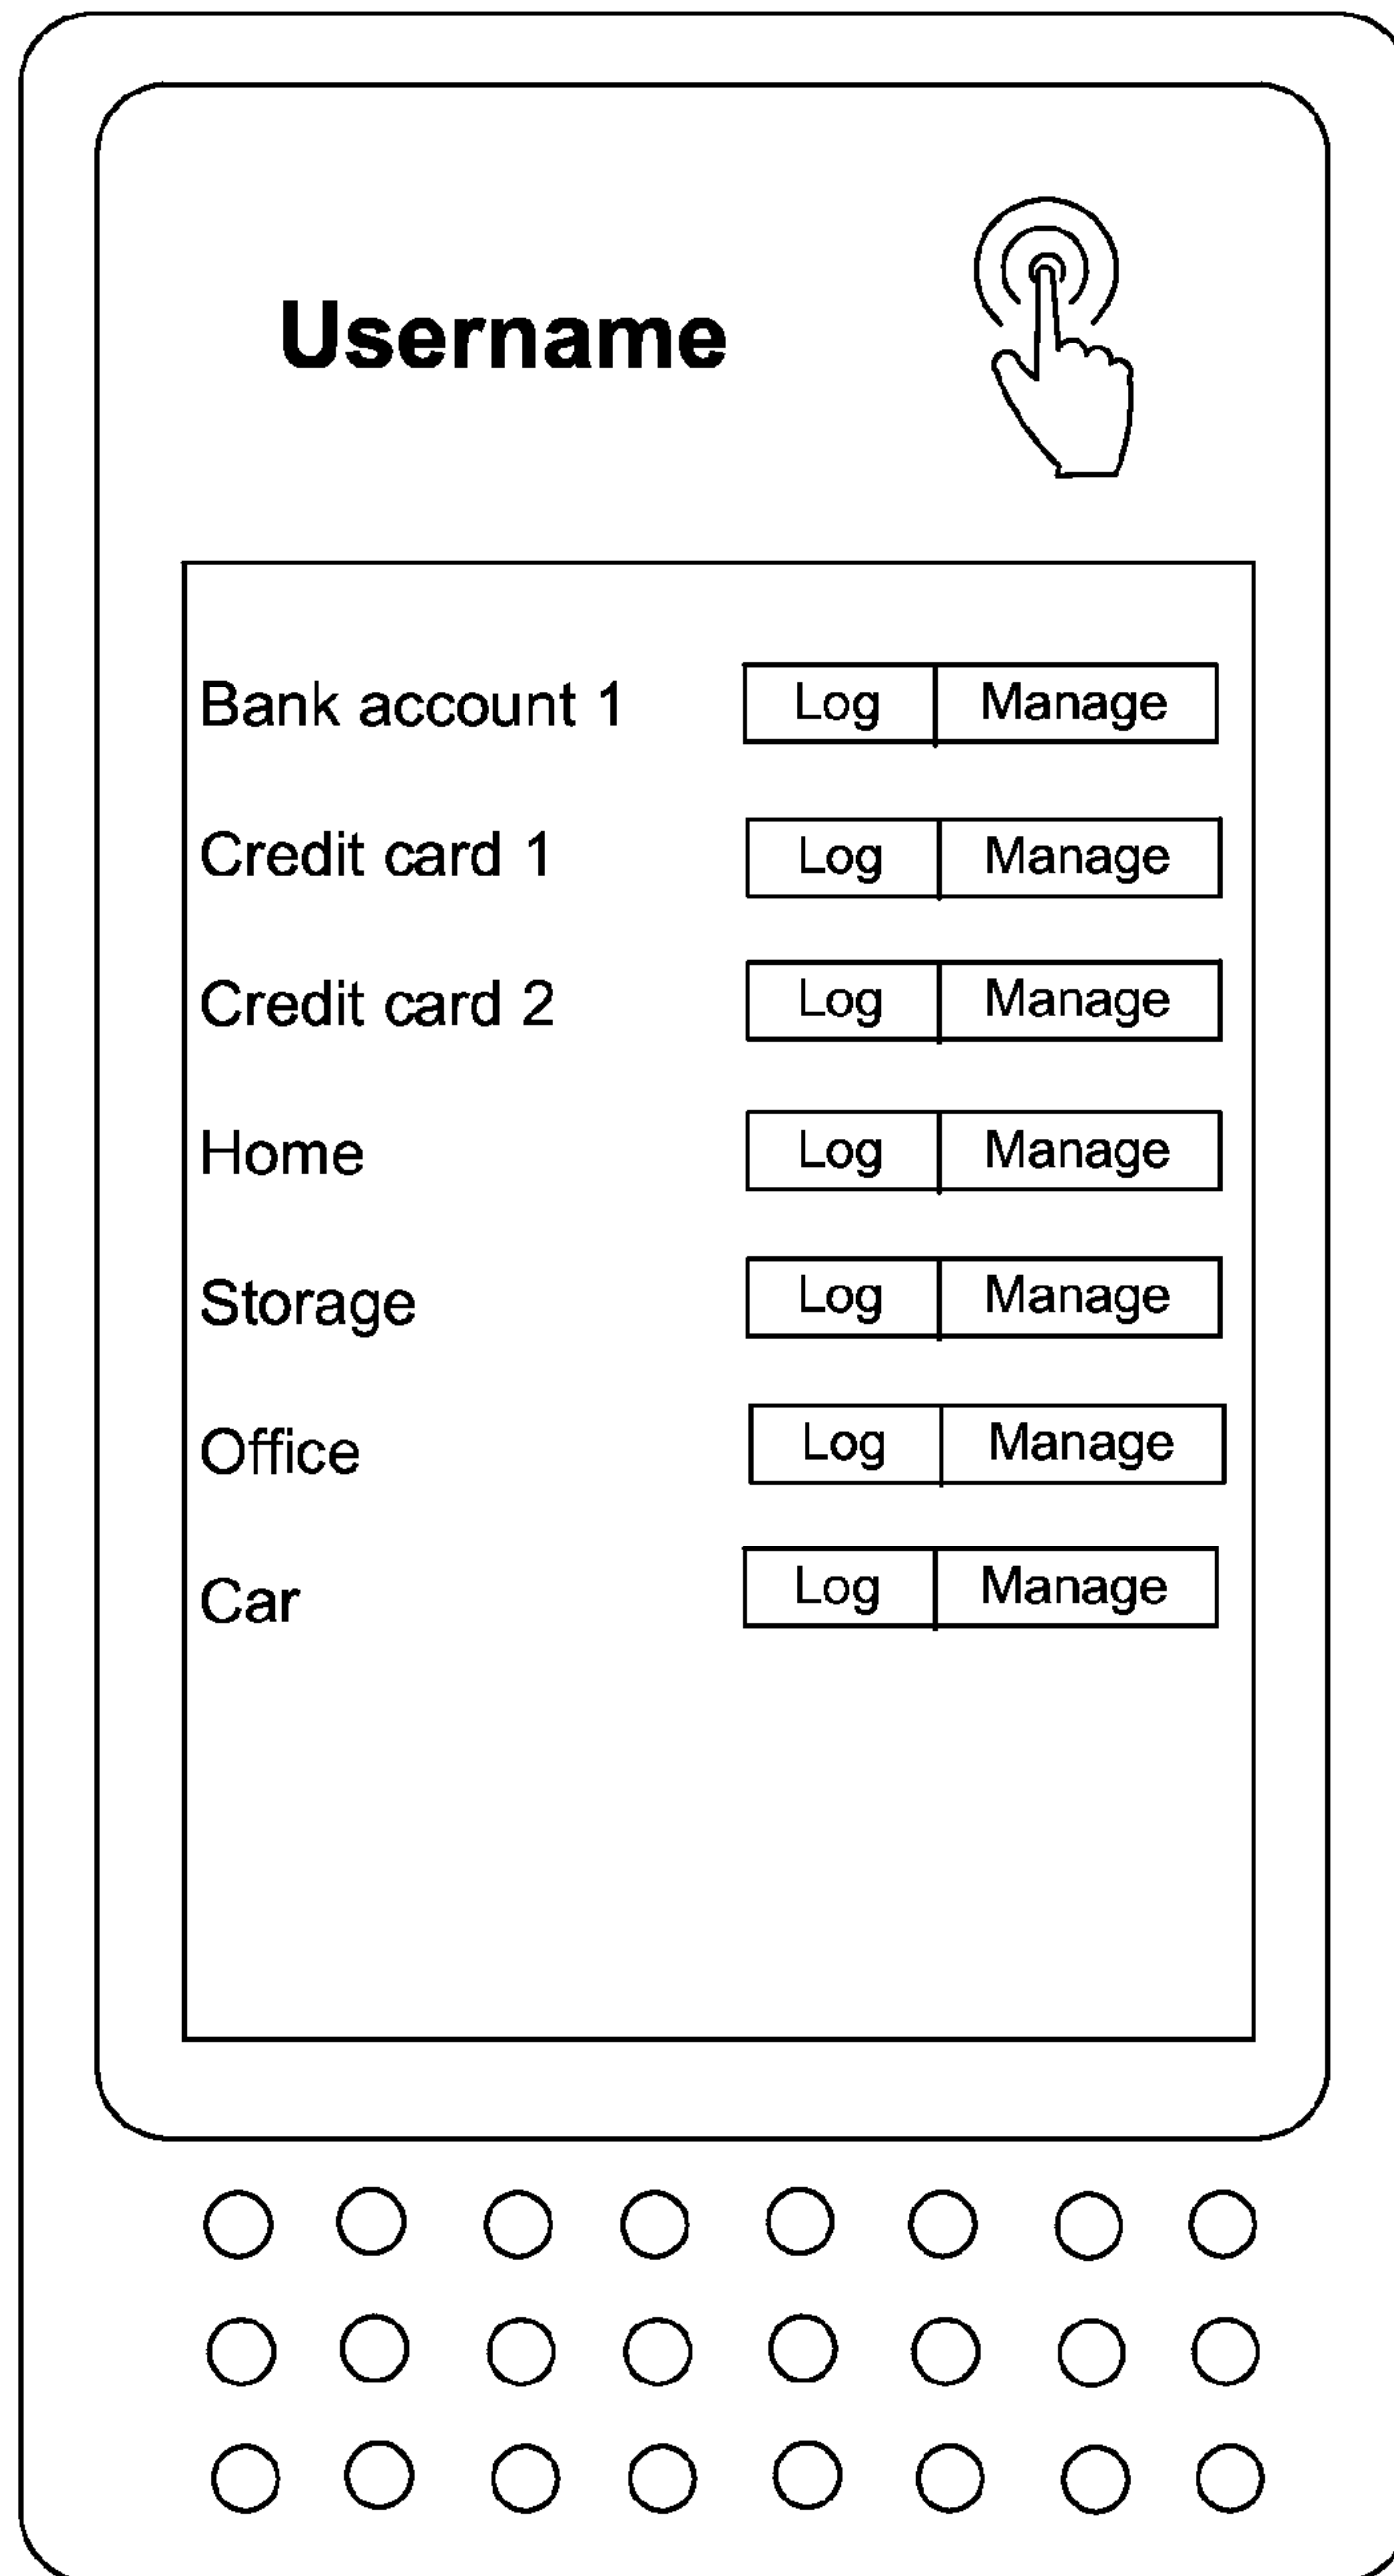 Username
Bank account 1 Log Manage
Credit card 1 Log Manage
Credit card 2 Log Manage
Home Log Manage
Storage Log Manage
Office Log Manage
Car Log Manage